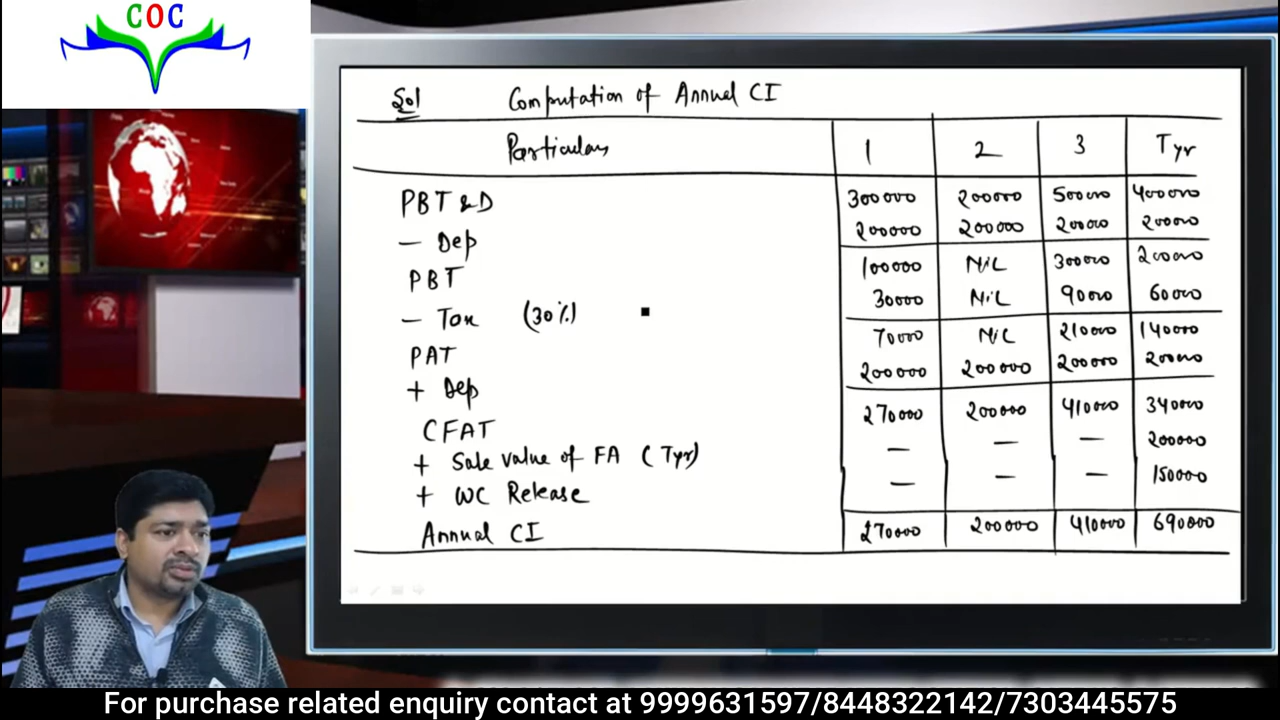 COC
Sol Computation of Annual CI
Particulars 1 2 3 Tyr
PBT & D 300000 200000 500000 400000
- Dep 200000 200000 200000 200000
PBT 100000 NiL 300000 200000
- Tax (30%) 30000 NiL 90000 60000
PAT 70000 NiL 210000 140000
+ Dep 200000 200000 200000 200000
CFAT 270000 200000 410000 340000
+ Sale value of FA (Tyr) — — — 200000
+ WC Release — — — 150000
Annual CI 270000 200000 410000 690000
For purchase related enquiry contact at 9999631597/8448322142/7303445575